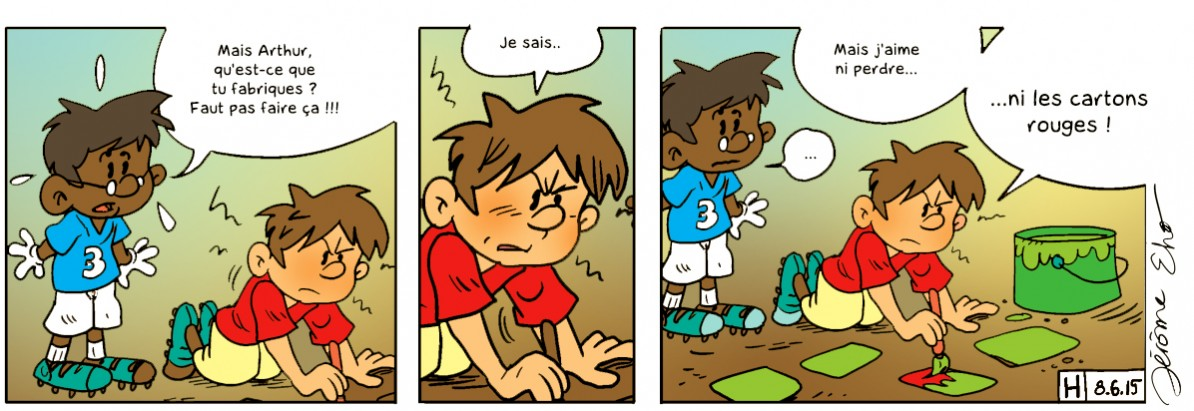 Mais Arthur,
qu'est-ce que
tu fabriques ?
Faut pas faire ça !!!
3
Je sais..
Mais j'aime
ni perdre...
...ni les cartons
rouges !
...
3
H 8.6.15
Jérôme Eho